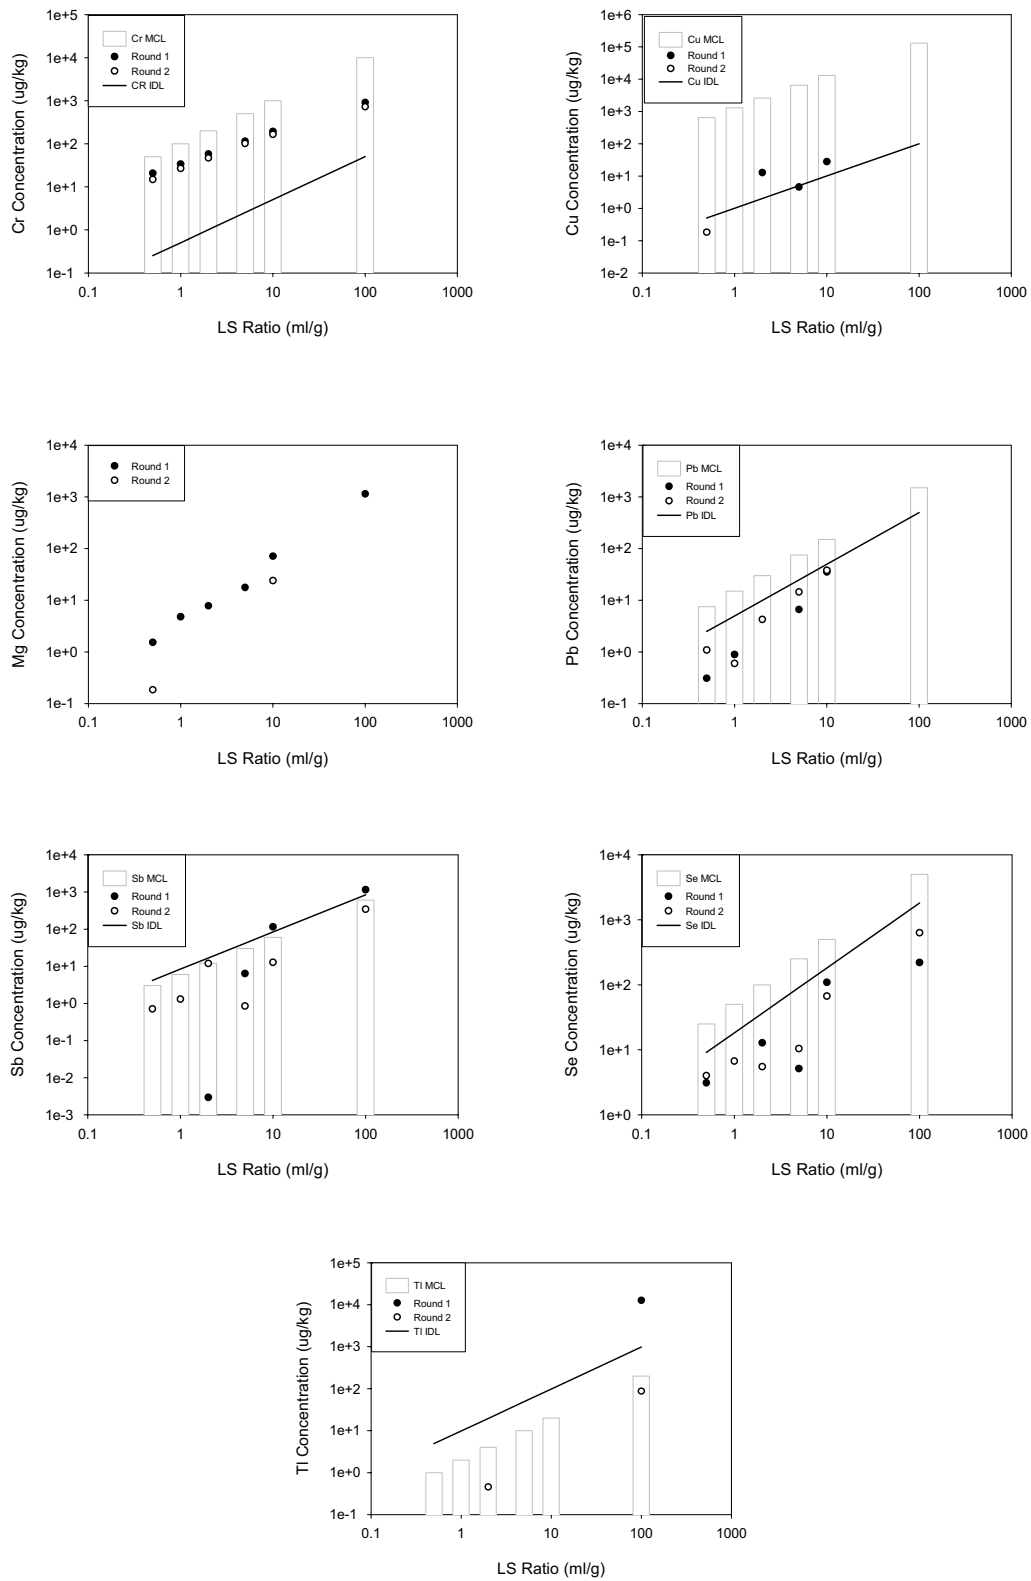 Cr Concentration (ug/kg)
1e+5
1e+4
1e+3
1e+2
1e+1
1e+0
1e-1
Cr MCL
Round 1
Round 2
CR IDL
0.1 1 10 100 1000
LS Ratio (ml/g)
Cu Concentration (ug/kg)
1e+6
1e+5
1e+4
1e+3
1e+2
1e+1
1e+0
1e-1
1e-2
Cu MCL
Round 1
Round 2
Cu IDL
0.1 1 10 100 1000
LS Ratio (ml/g)
Mg Concentration (ug/kg)
1e+4
1e+3
1e+2
1e+1
1e+0
1e-1
Round 1
Round 2
0.1 1 10 100 1000
LS Ratio (ml/g)
Pb Concentration (ug/kg)
1e+4
1e+3
1e+2
1e+1
1e+0
1e-1
Pb MCL
Round 1
Round 2
Pb IDL
0.1 1 10 100 1000
LS Ratio (ml/g)
Sb Concentration (ug/kg)
1e+4
1e+3
1e+2
1e+1
1e+0
1e-1
1e-2
1e-3
Sb MCL
Round 1
Round 2
Sb IDL
0.1 1 10 100 1000
LS Ratio (ml/g)
Se Concentration (ug/kg)
1e+4
1e+3
1e+2
1e+1
1e+0
Se MCL
Round 1
Round 2
Se IDL
0.1 1 10 100 1000
LS Ratio (ml/g)
Tl Concentration (ug/kg)
1e+5
1e+4
1e+3
1e+2
1e+1
1e+0
1e-1
Tl MCL
Round 1
Round 2
Tl IDL
0.1 1 10 100 1000
LS Ratio (ml/g)